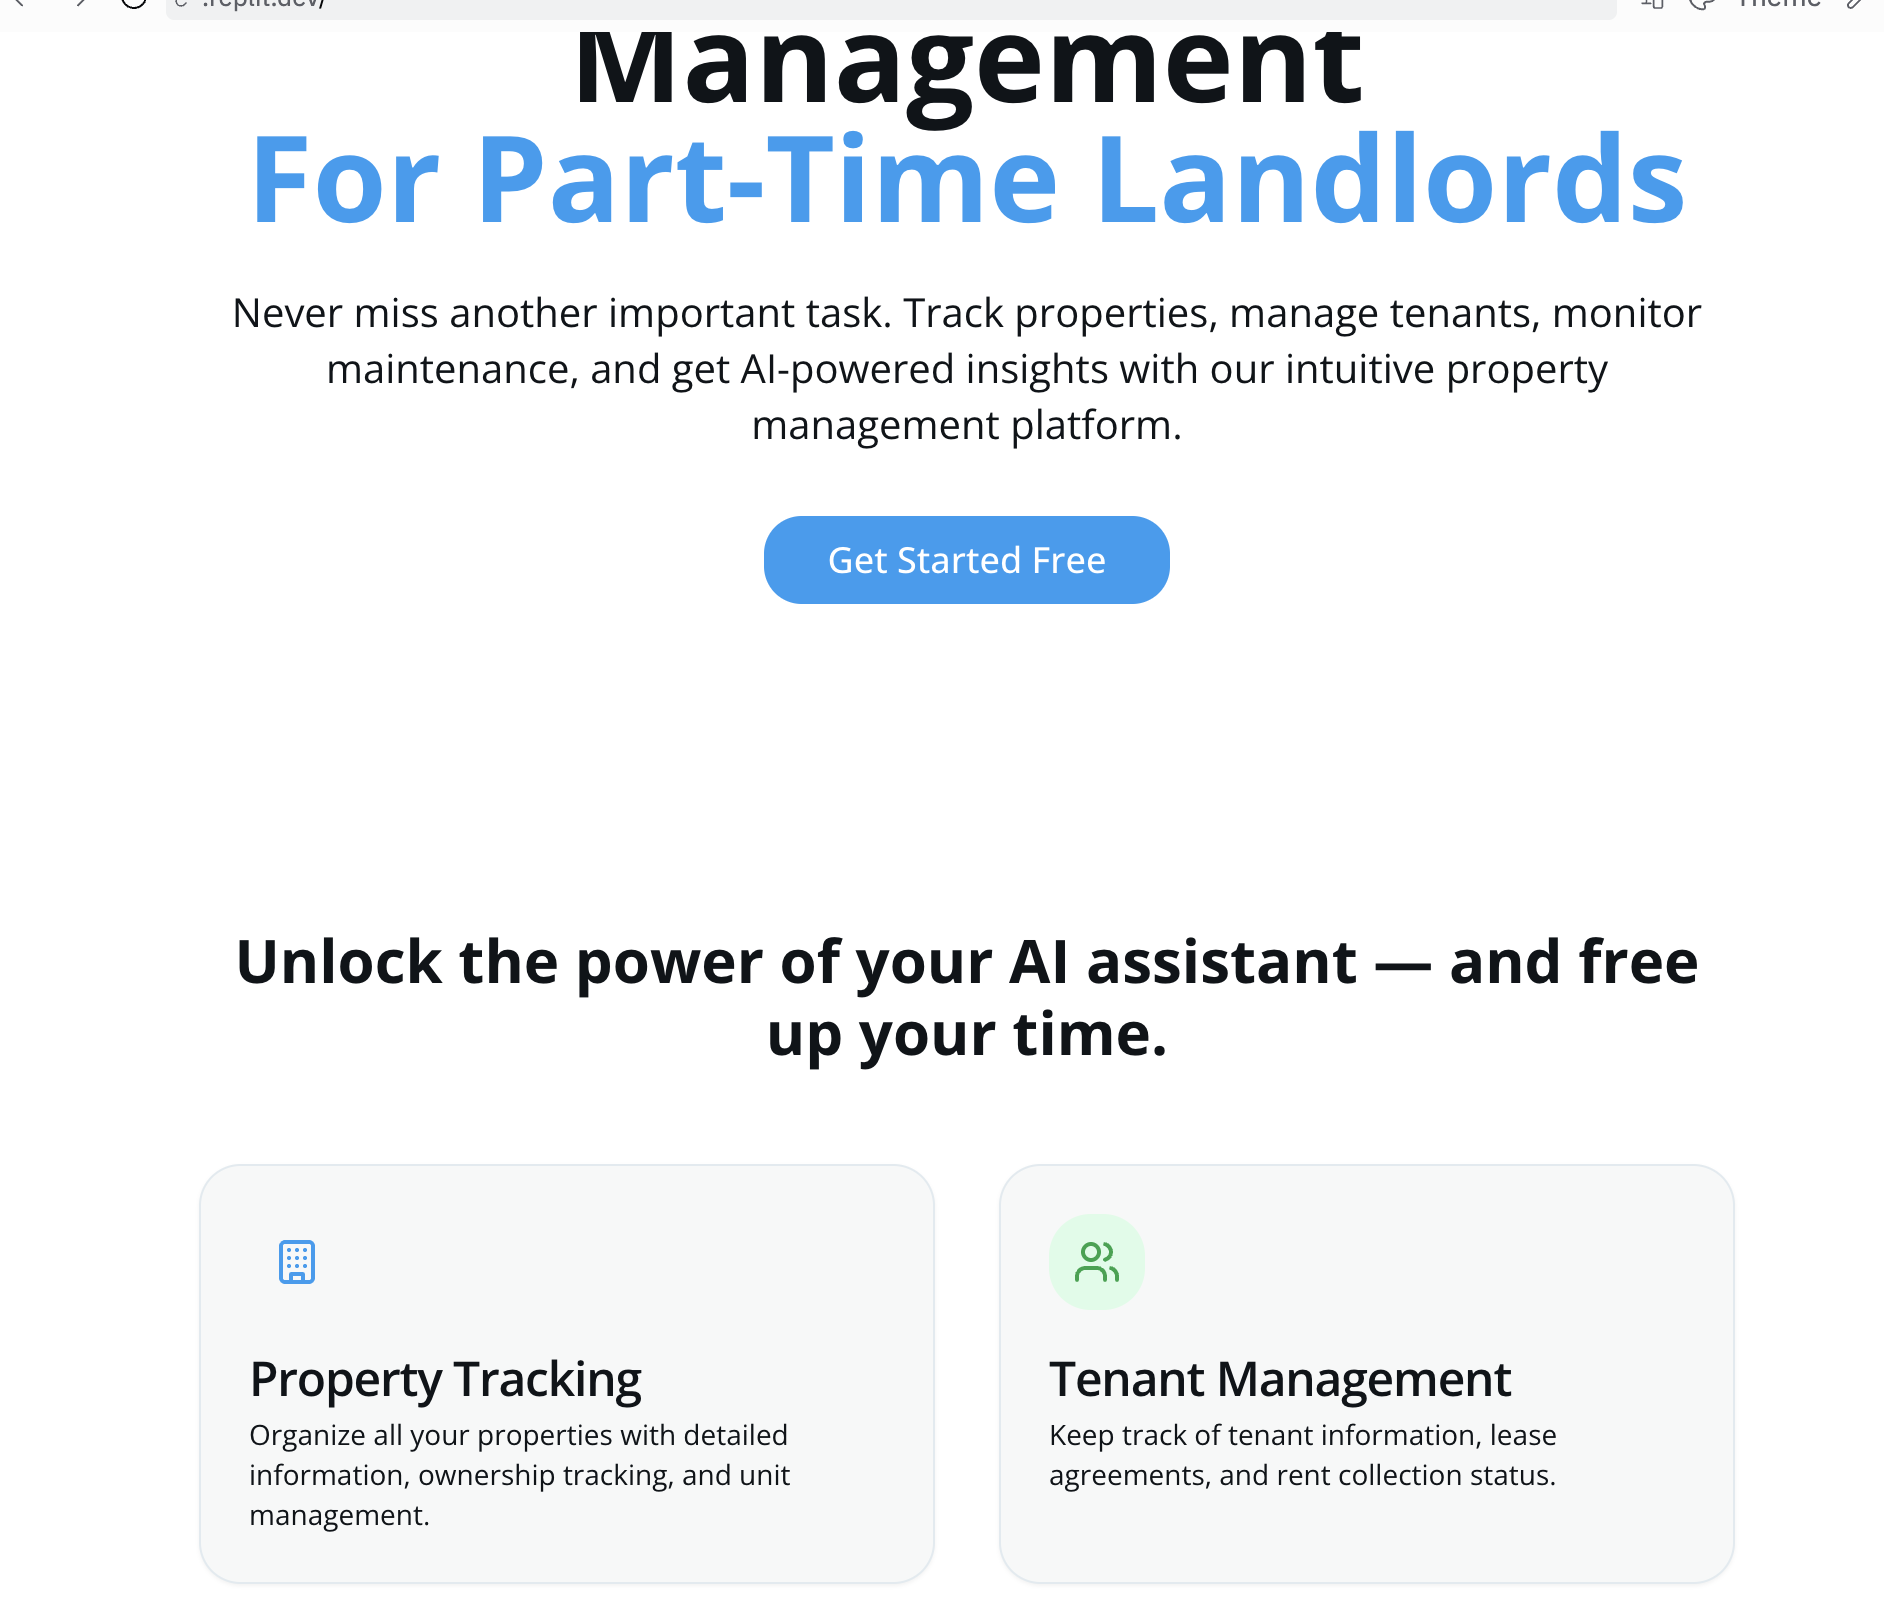 .replit.dev/
Theme
Management
For Part-Time Landlords
Never miss another important task. Track properties, manage tenants, monitor
maintenance, and get AI-powered insights with our intuitive property
management platform.
Get Started Free
Unlock the power of your AI assistant — and free
up your time.
Property Tracking
Organize all your properties with detailed
information, ownership tracking, and unit
management.
Tenant Management
Keep track of tenant information, lease
agreements, and rent collection status.